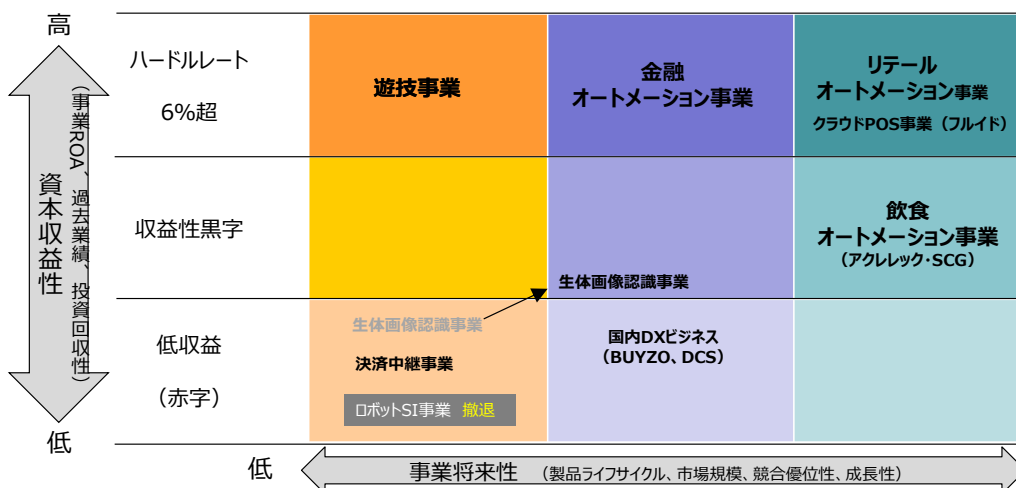 高
資本収益性
（事業ROA、過去業績、投資回収性）
低
ハードルレート
6%超
遊技事業
金融
オートメーション事業
リテール
オートメーション事業
クラウドPOS事業（フルイド）
収益性黒字
生体画像認識事業
飲食
オートメーション事業
（アクレレック・SCG）
低収益
（赤字）
生体画像認識事業
決済中継事業
ロボットSI事業 撤退
国内DXビジネス
（BUYZO、DCS）
低
事業将来性 （製品ライフサイクル、市場規模、競合優位性、成長性）